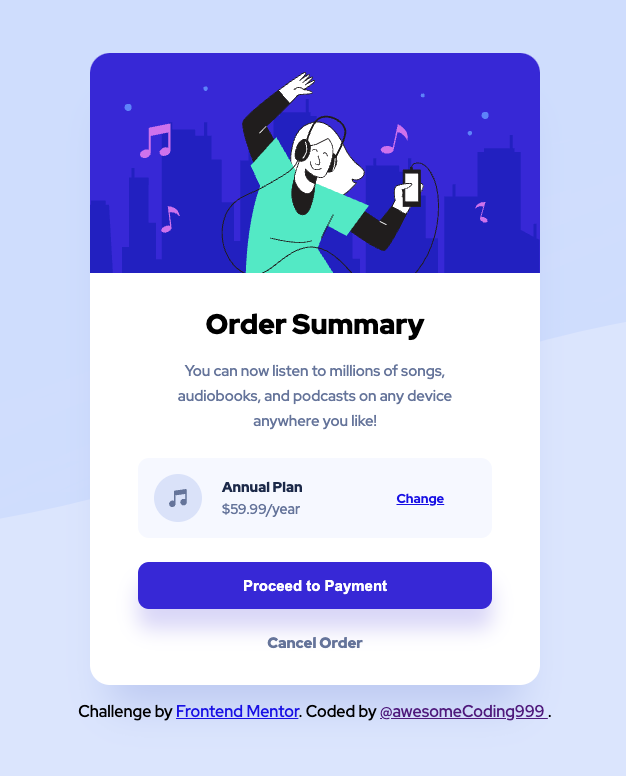 Order Summary
You can now listen to millions of songs,
audiobooks, and podcasts on any device
anywhere you like!
Annual Plan
$59.99/year
Change
Proceed to Payment
Cancel Order
Challenge by Frontend Mentor. Coded by @awesomeCoding999 .